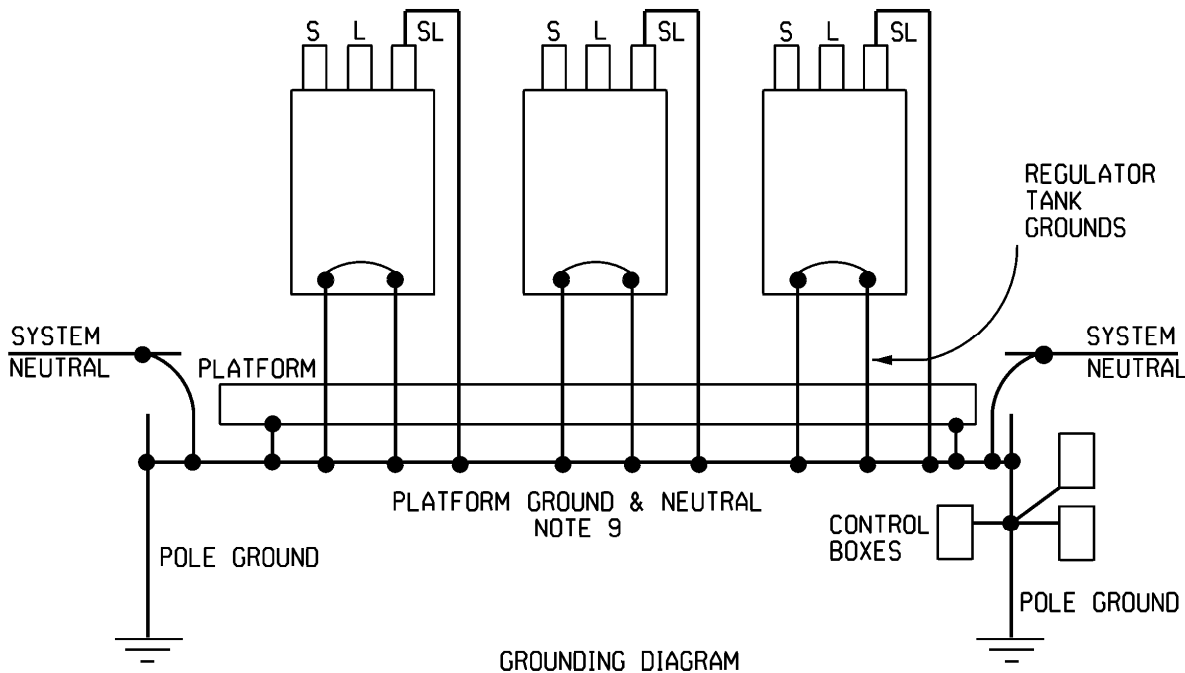 S L SL
S L SL
S L SL
REGULATOR
TANK
GROUNDS
SYSTEM
NEUTRAL
PLATFORM
SYSTEM
NEUTRAL
PLATFORM GROUND & NEUTRAL
NOTE 9
CONTROL
BOXES
POLE GROUND
POLE GROUND
GROUNDING DIAGRAM